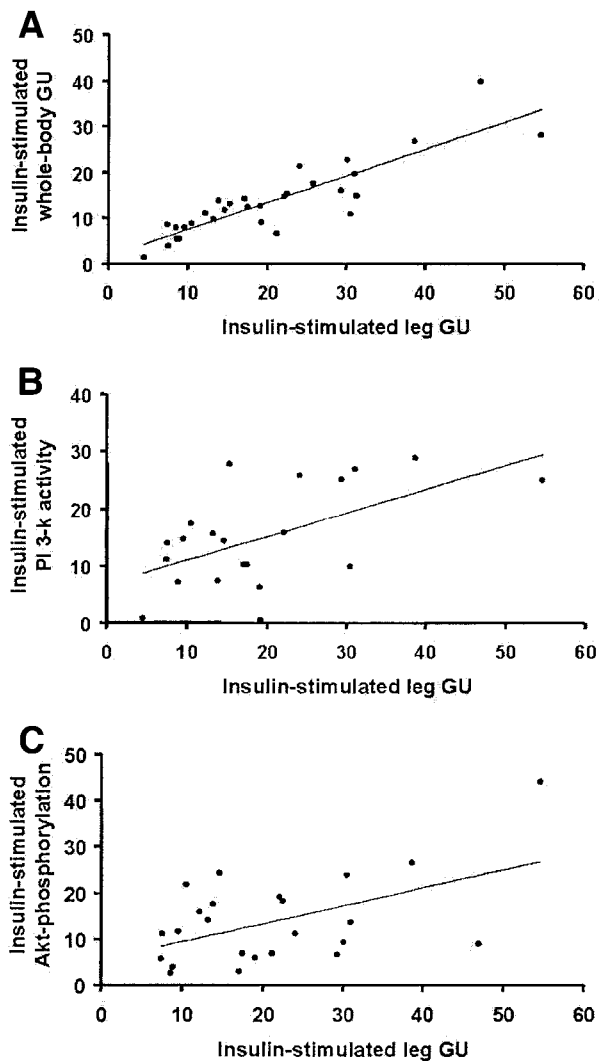 A
Insulin-stimulated
whole-body GU
50
40
30
20
10
0
0 10 20 30 40 50 60
Insulin-stimulated leg GU
B
Insulin-stimulated
PI 3-k activity
40
30
20
10
0
0 10 20 30 40 50 60
Insulin-stimulated leg GU
C
Insulin-stimulated
Akt-phosphorylation
50
40
30
20
10
0
0 10 20 30 40 50 60
Insulin-stimulated leg GU